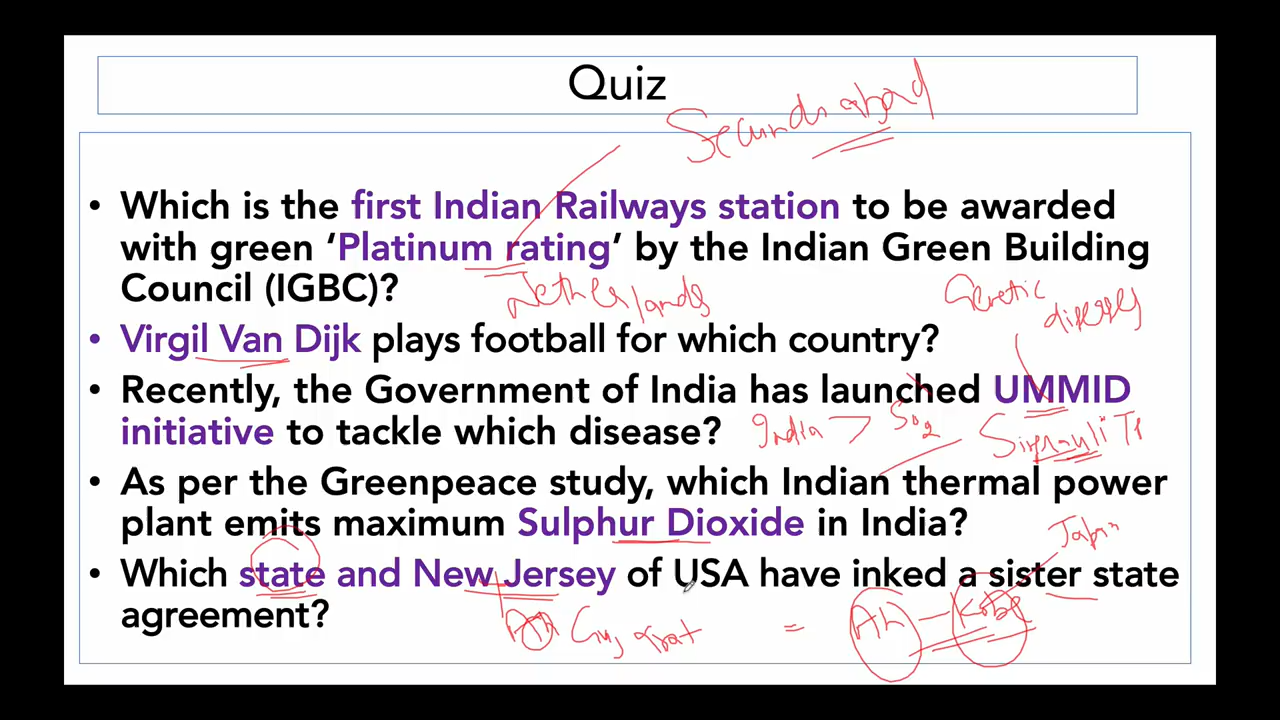 Quiz
Secunderabad
• Which is the first Indian Railways station to be awarded
with green ‘Platinum rating’ by the Indian Green Building
Council (IGBC)?
Netherlands
Genetic
diseases
• Virgil Van Dijk plays football for which country?
• Recently, the Government of India has launched UMMID
initiative to tackle which disease?
India > SO2
Singrauli
• As per the Greenpeace study, which Indian thermal power
plant emits maximum Sulphur Dioxide in India?
Japan
• Which state and New Jersey of USA have inked a sister state
agreement?
Gujarat = Ah - Kobe